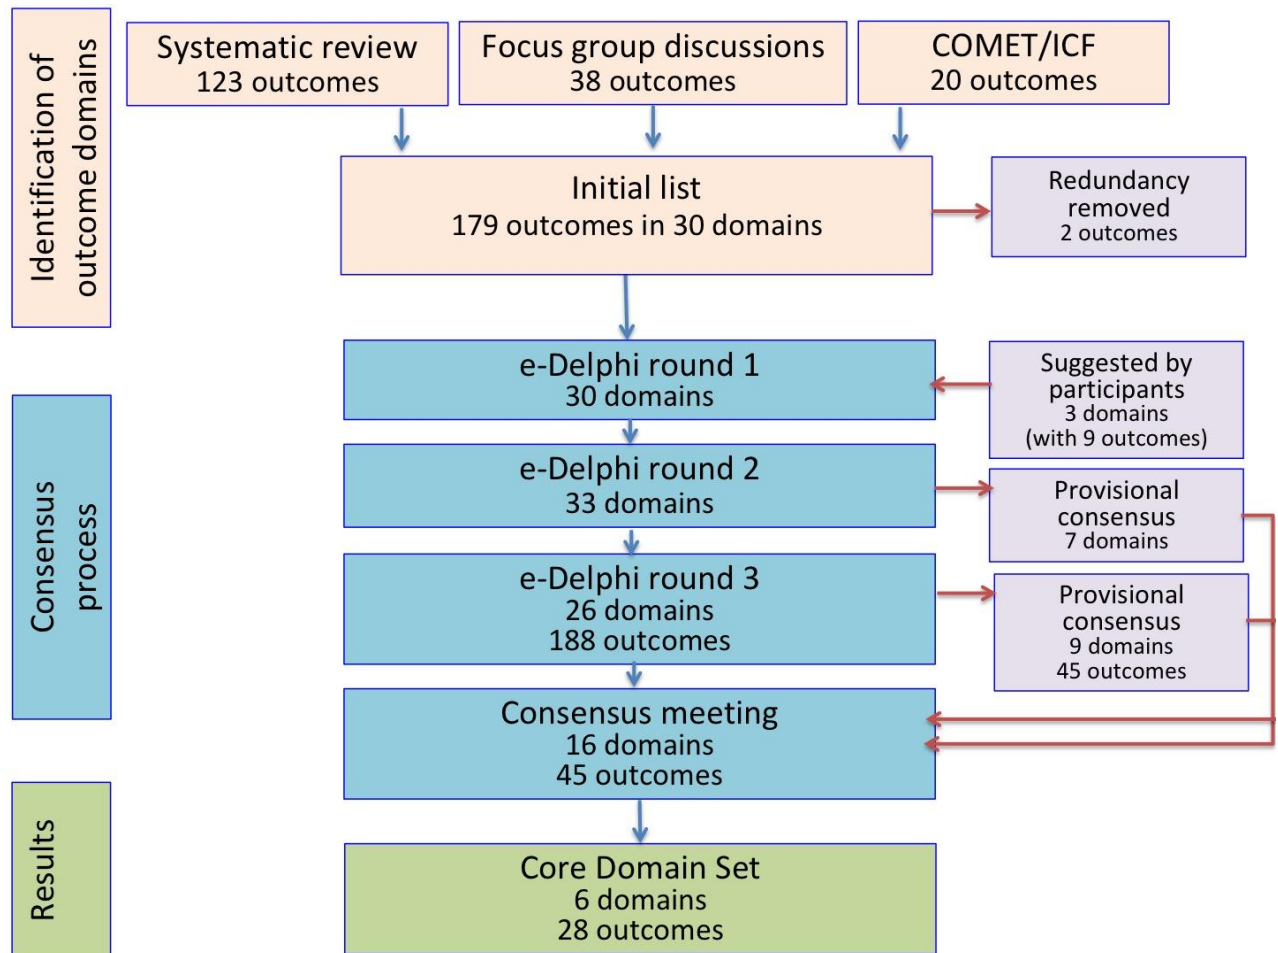 Identification of
outcome domains
Systematic review
123 outcomes
Focus group discussions
38 outcomes
COMET/ICF
20 outcomes
Initial list
179 outcomes in 30 domains
Redundancy
removed
2 outcomes
Consensus
process
e-Delphi round 1
30 domains
Suggested by
participants
3 domains
(with 9 outcomes)
e-Delphi round 2
33 domains
Provisional
consensus
7 domains
e-Delphi round 3
26 domains
188 outcomes
Provisional
consensus
9 domains
45 outcomes
Consensus meeting
16 domains
45 outcomes
Results
Core Domain Set
6 domains
28 outcomes